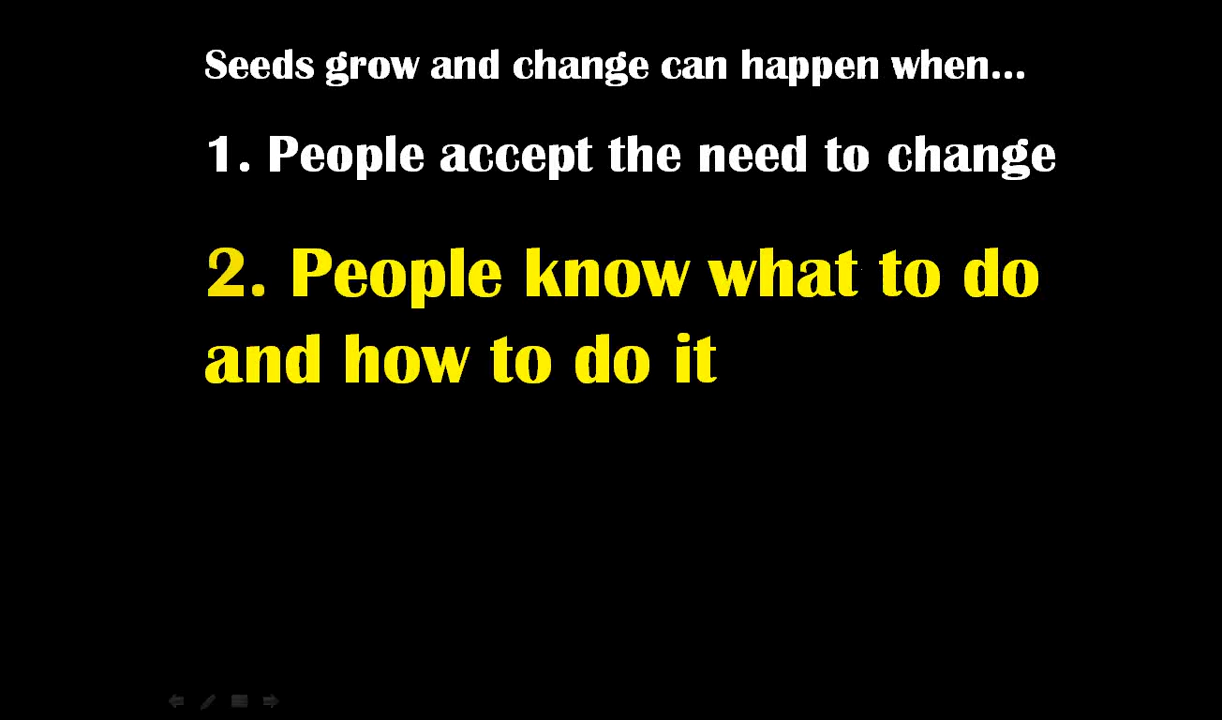 Seeds grow and change can happen when...
1. People accept the need to change
2. People know what to do
and how to do it